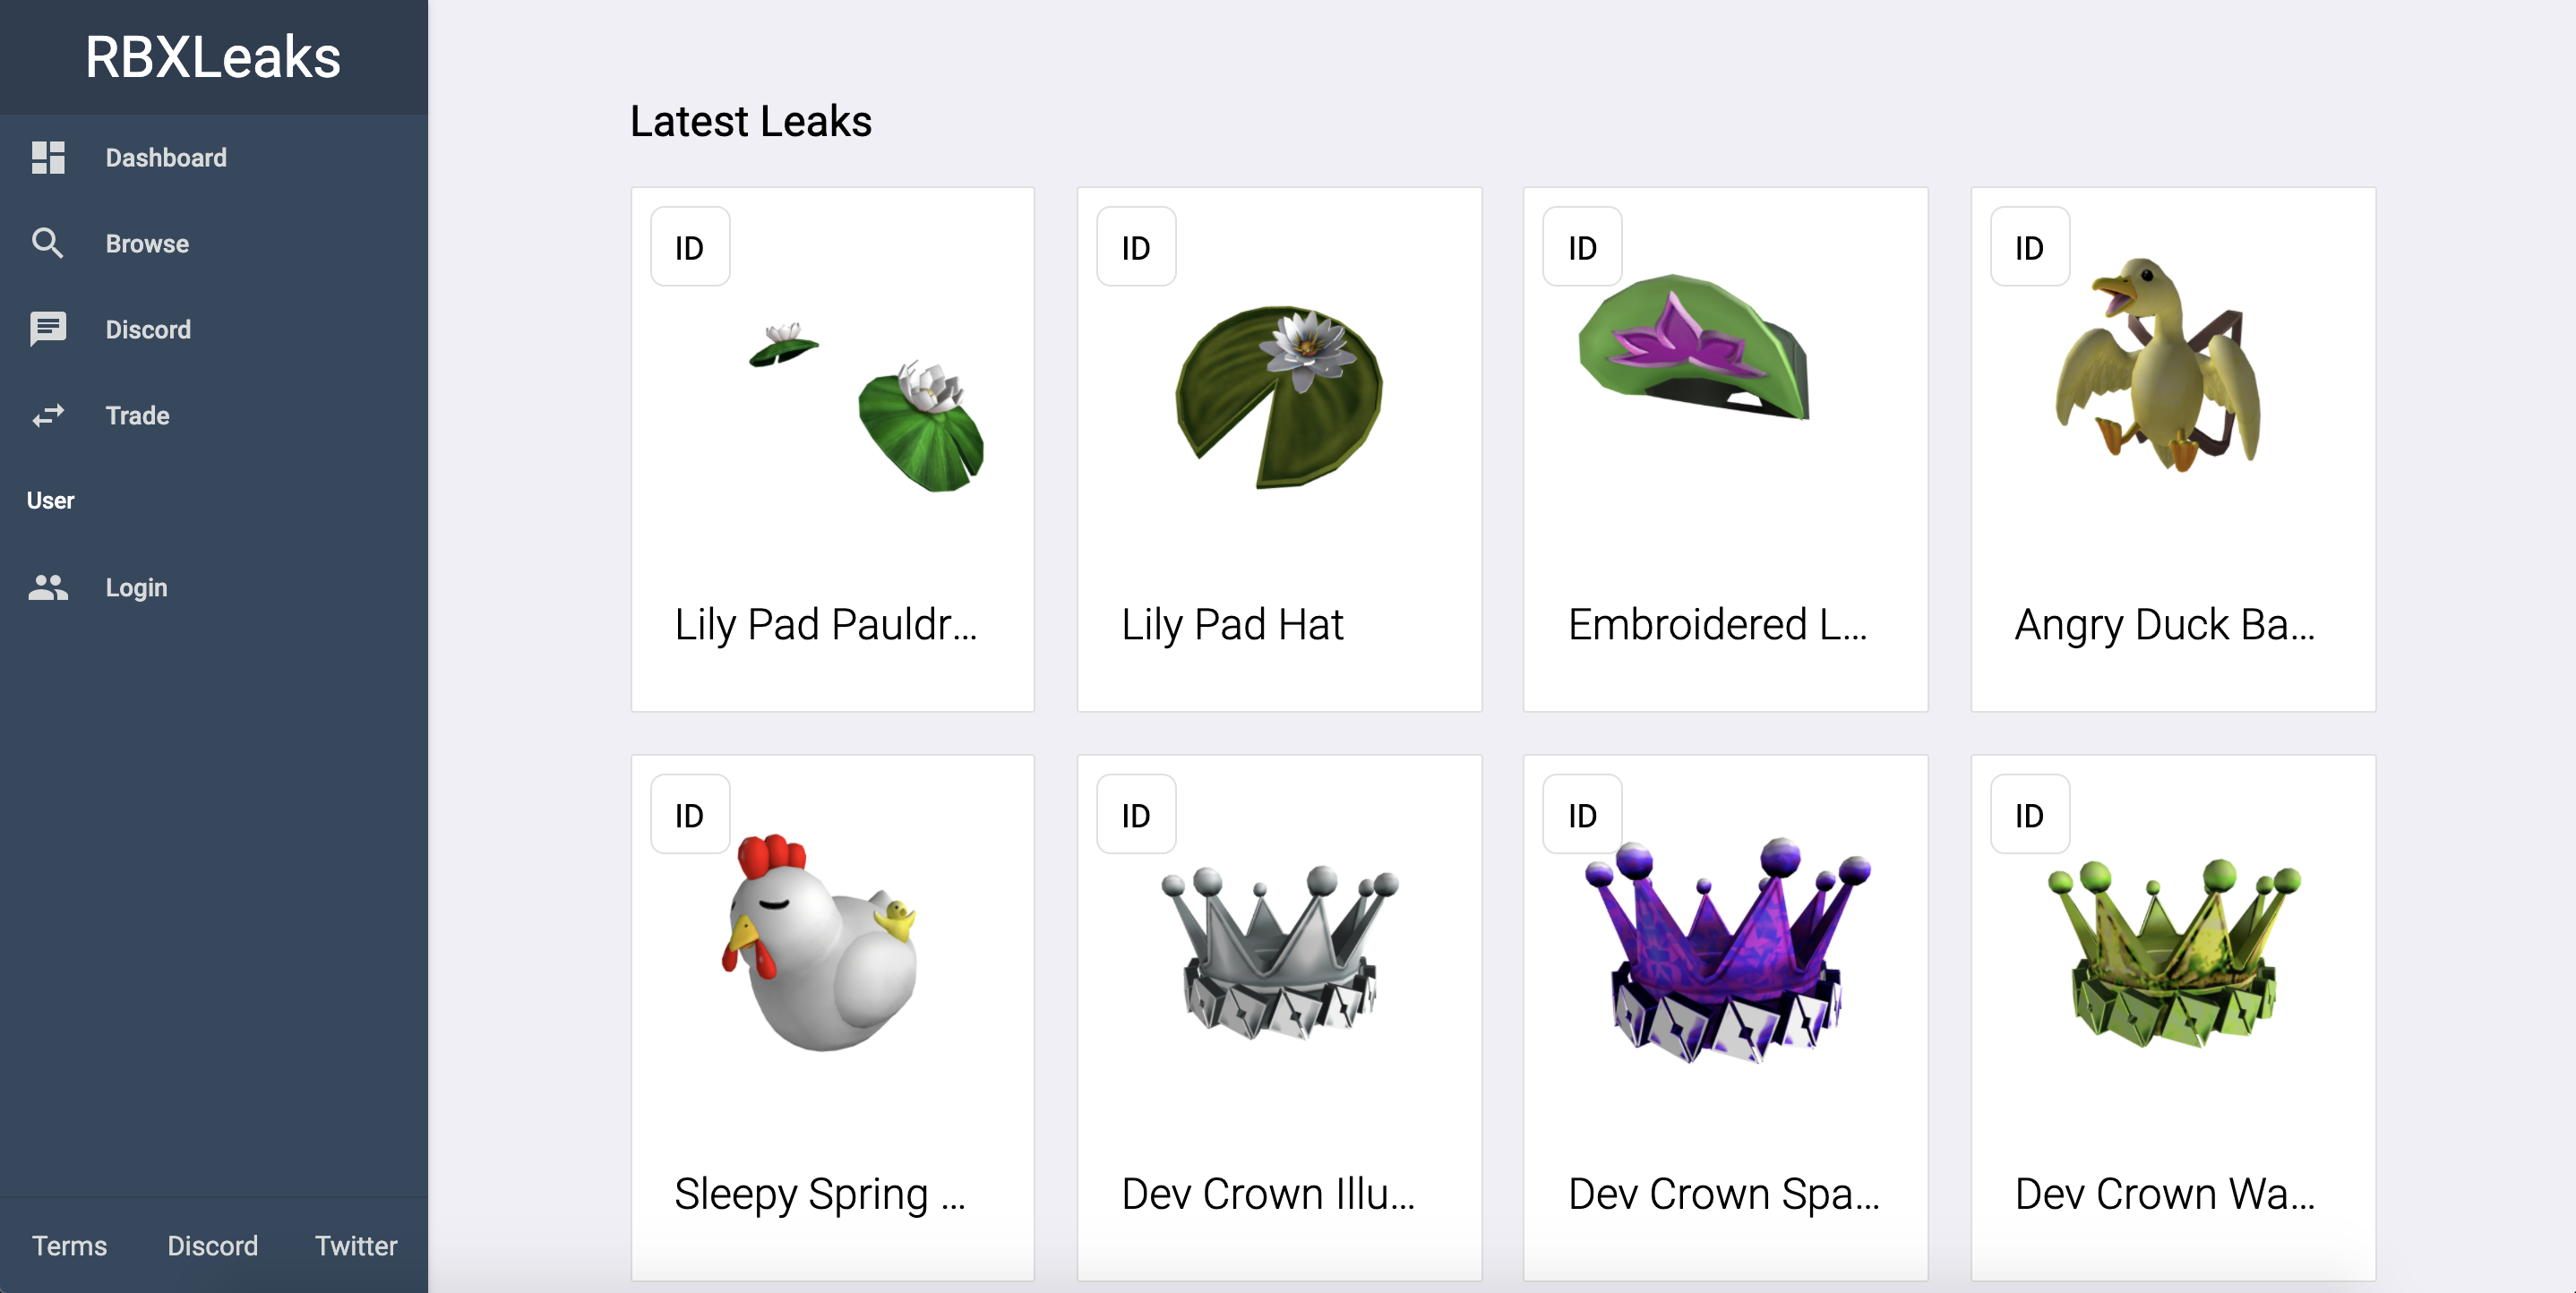 RBXLeaks
Dashboard
Browse
Discord
Trade
User
Login
Terms Discord Twitter
Latest Leaks
ID ID ID ID
Lily Pad Pauldr... Lily Pad Hat Embroidered L... Angry Duck Ba...
ID ID ID ID
Sleepy Spring ... Dev Crown Illu... Dev Crown Spa... Dev Crown Wa...